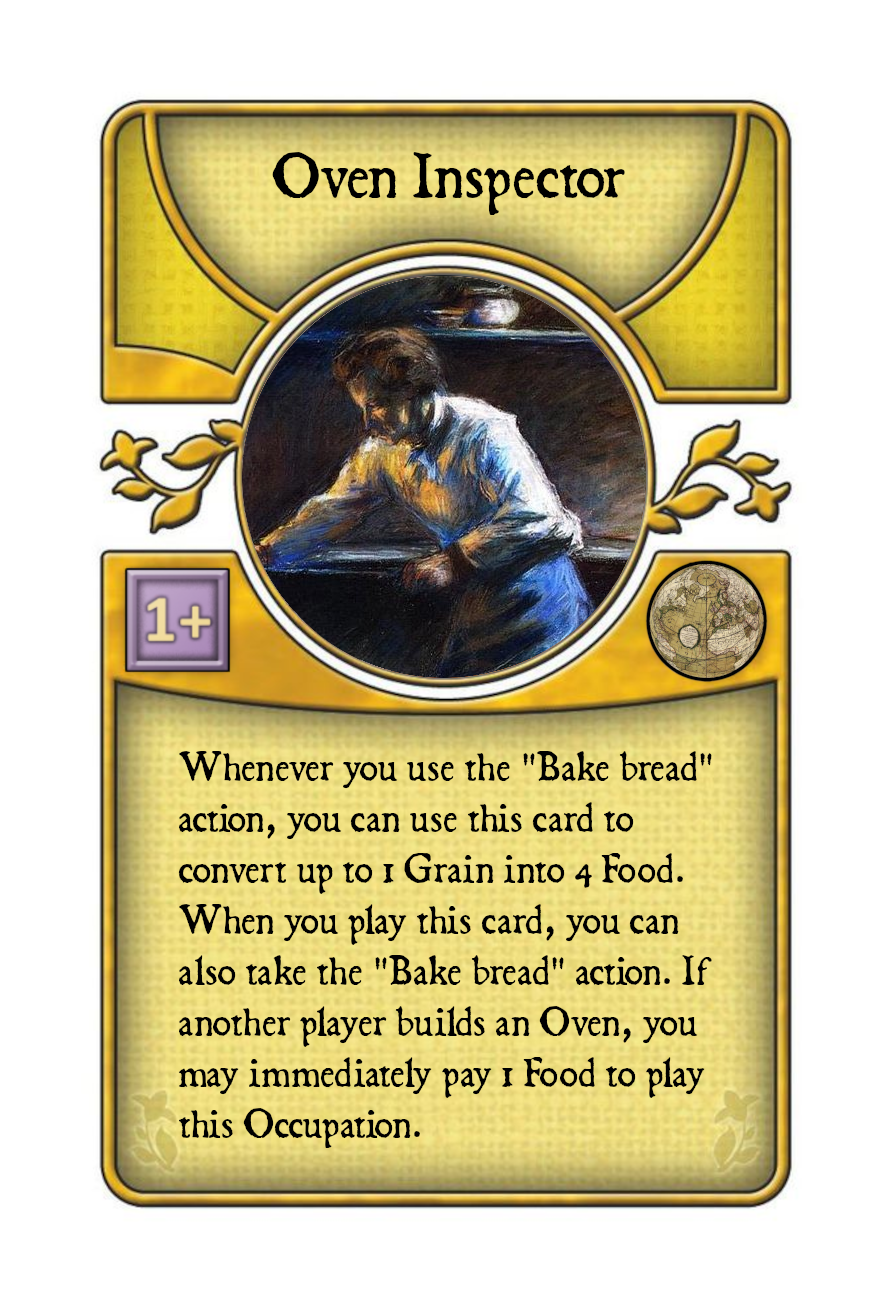 Oven Inspector
1+
Whenever you use the "Bake bread"
action, you can use this card to
convert up to 1 Grain into 4 Food.
When you play this card, you can
also take the "Bake bread" action. If
another player builds an Oven, you
may immediately pay 1 Food to play
this Occupation.